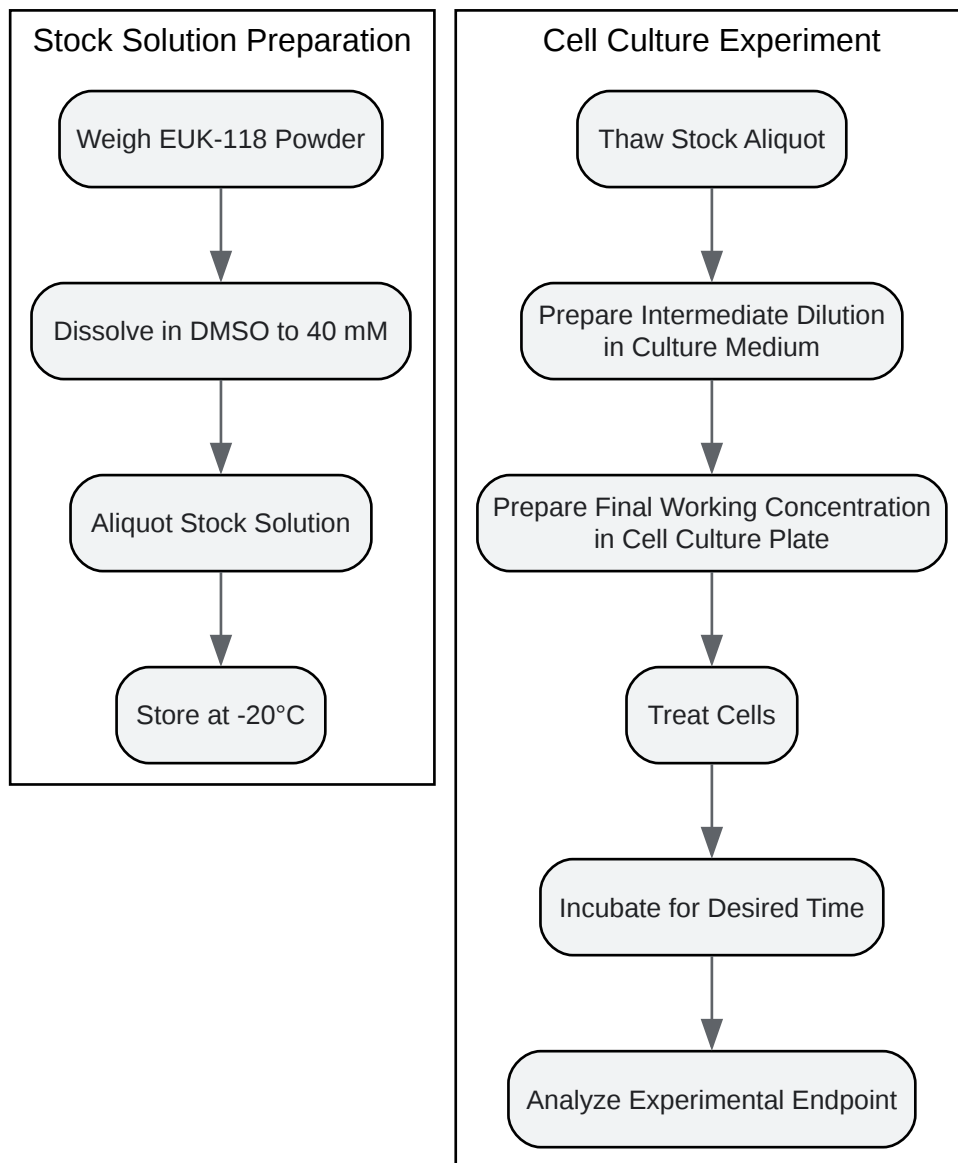 Stock Solution Preparation
Weigh EUK-118 Powder
Dissolve in DMSO to 40 mM
Aliquot Stock Solution
Store at -20°C
Cell Culture Experiment
Thaw Stock Aliquot
Prepare Intermediate Dilution
in Culture Medium
Prepare Final Working Concentration
in Cell Culture Plate
Treat Cells
Incubate for Desired Time
Analyze Experimental Endpoint